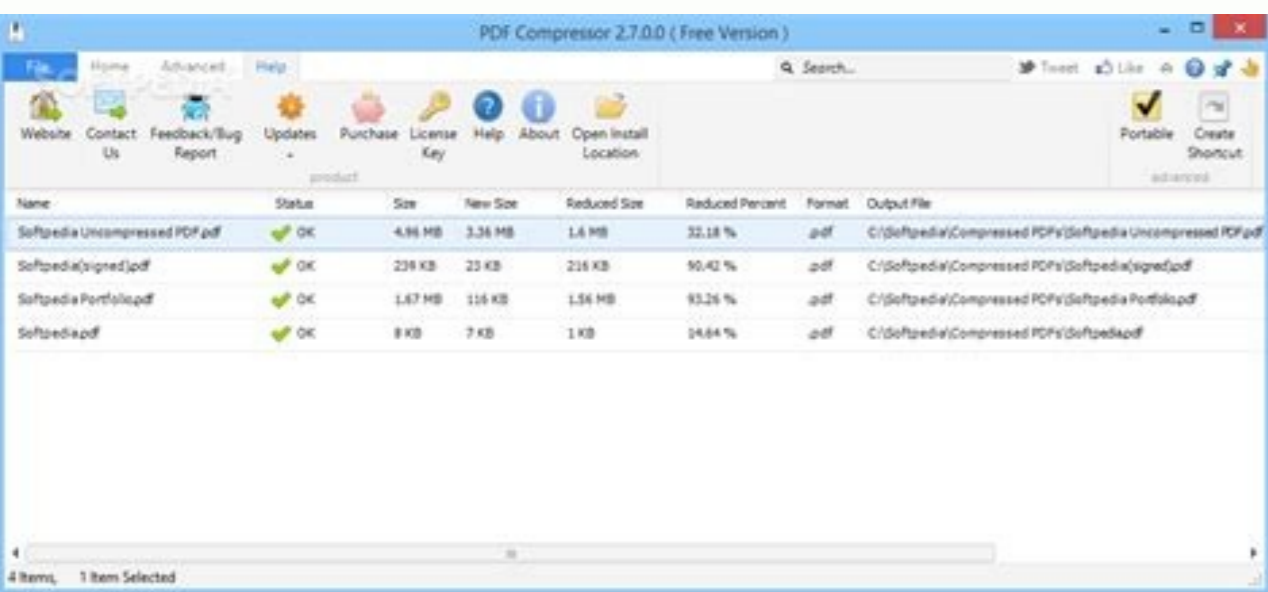 PDF Compressor 2.7.0.0 ( Free Version )
File Home Advanced Help Search... Tweet Like
Website Contact Us Feedback/Bug Report Updates Purchase License Key Help About Open Install Location Portable Create Shortcut
product advanced
Name Status Size New Size Reduced Size Reduced Percent Format Output File
Softpedia Uncompressed PDF.pdf OK 4.96 MB 3.36 MB 1.6 MB 32.18 % .pdf C:\Softpedia\Compressed PDFs\Softpedia Uncompressed PDF.pdf
Softpedia(signed).pdf OK 239 KB 23 KB 216 KB 90.42 % .pdf C:\Softpedia\Compressed PDFs\Softpedia(signed).pdf
Softpedia Portfolio.pdf OK 1.67 MB 116 KB 1.56 MB 93.26 % .pdf C:\Softpedia\Compressed PDFs\Softpedia Portfolio.pdf
Softpedia.pdf OK 8 KB 7 KB 1 KB 14.64 % .pdf C:\Softpedia\Compressed PDFs\Softpedia.pdf
4 Items, 1 Item Selected